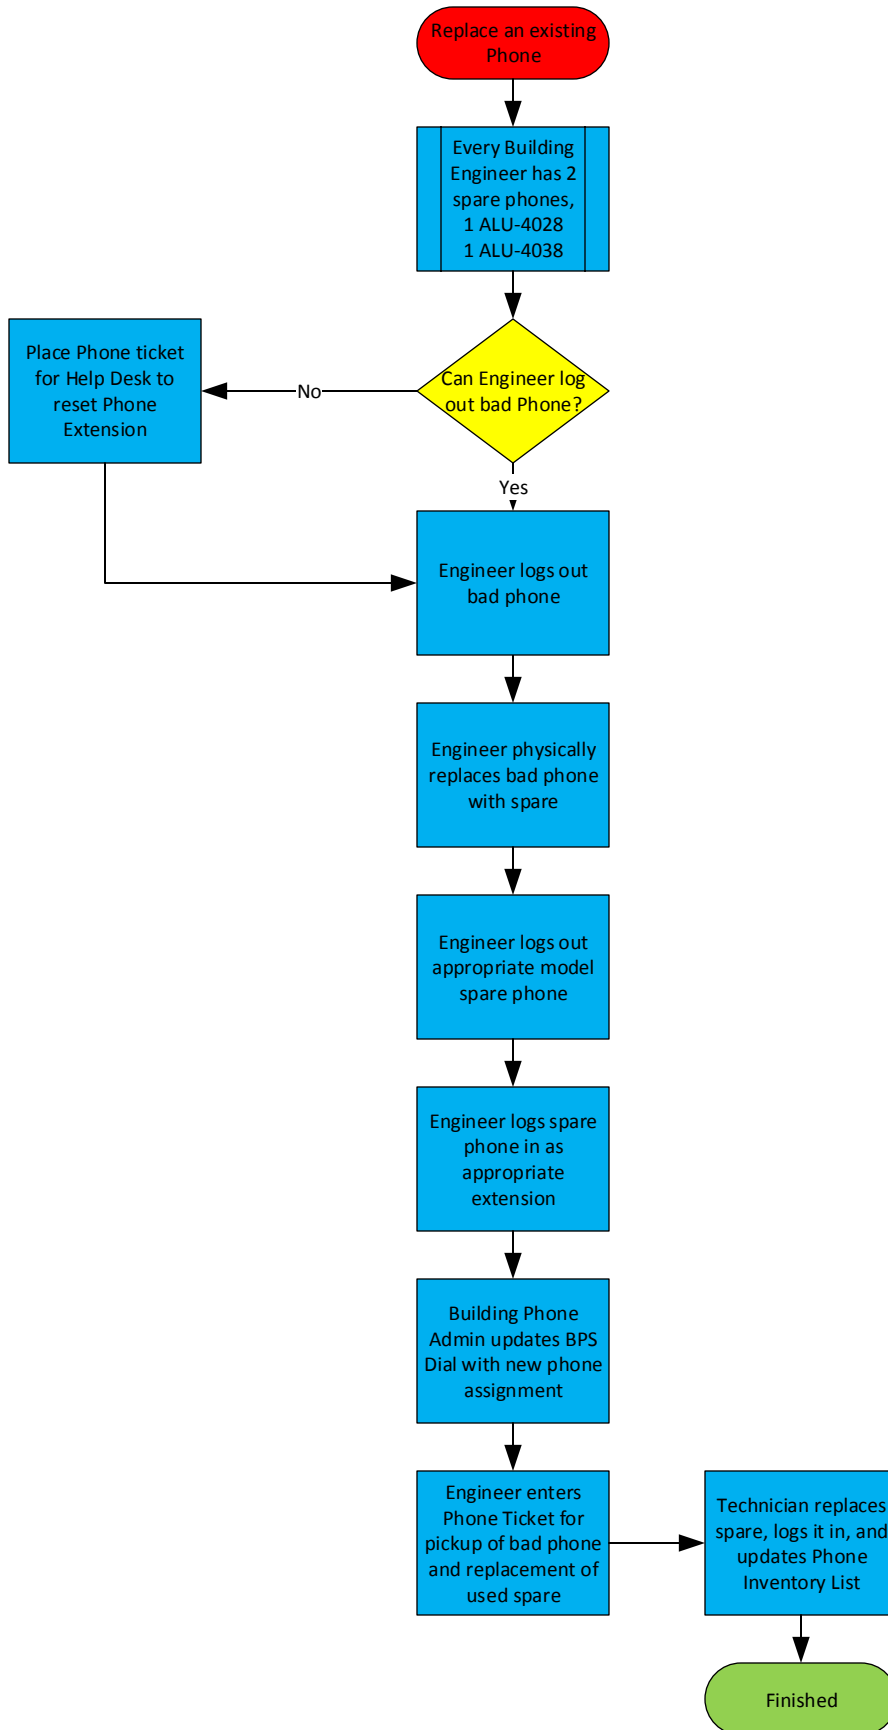 Replace an existing
Phone
Every Building
Engineer has 2
spare phones,
1 ALU-4028
1 ALU-4038
Place Phone ticket
for Help Desk to
reset Phone
Extension
No
Can Engineer log
out bad Phone?
Yes
Engineer logs out
bad phone
Engineer physically
replaces bad phone
with spare
Engineer logs out
appropriate model
spare phone
Engineer logs spare
phone in as
appropriate
extension
Building Phone
Admin updates BPS
Dial with new phone
assignment
Engineer enters
Phone Ticket for
pickup of bad phone
and replacement of
used spare
Technician replaces
spare, logs it in, and
updates Phone
Inventory List
Finished